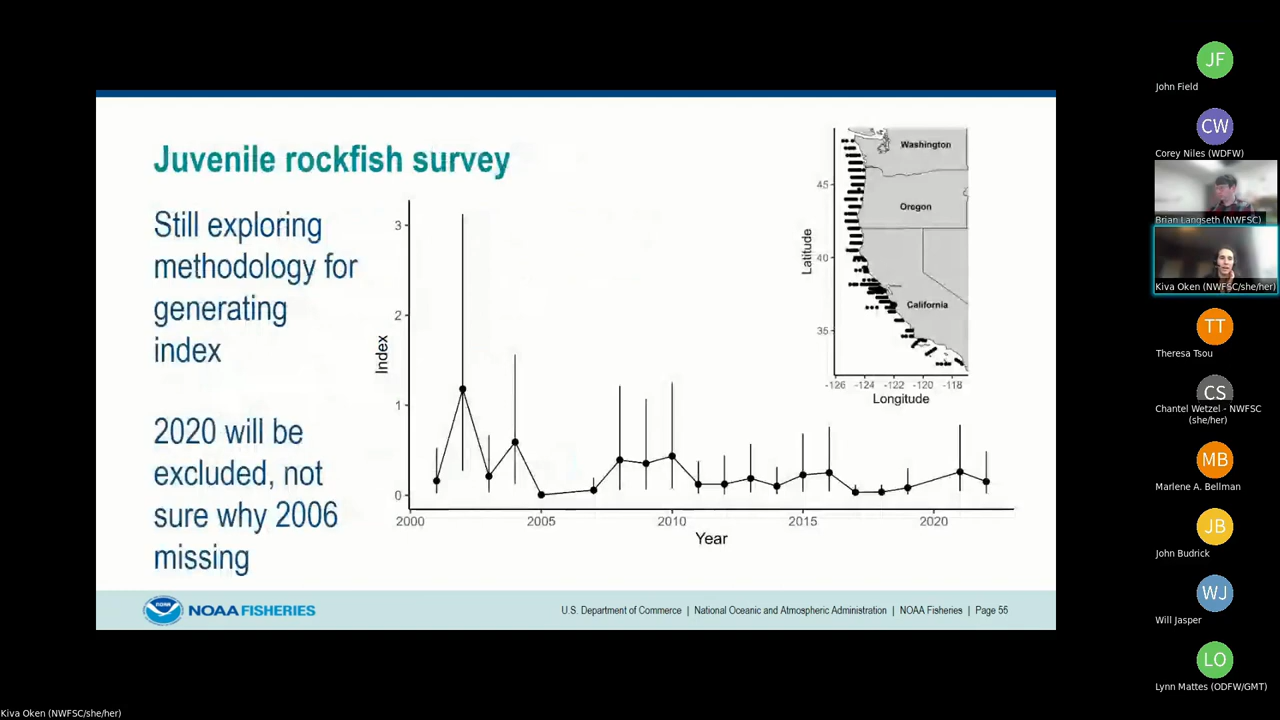 Juvenile rockfish survey
Still exploring
methodology for
generating
index
2020 will be
excluded, not
sure why 2006
missing
Index
3
2
1
0
2000
2005
2010
2015
2020
Year
Washington
Oregon
California
Latitude
45
40
35
-126
-124
-122
-120
-118
Longitude
NOAA
NOAA FISHERIES
U.S. Department of Commerce | National Oceanic and Atmospheric Administration | NOAA Fisheries | Page 55
JF
John Field
CW
Corey Niles (WDFW)
Brian Langseth (NWFSC)
Kiva Oken (NWFSC/she/her)
TT
Theresa Tsou
CS
Chantel Wetzel - NWFSC
(she/her)
MB
Marlene A. Bellman
JB
John Budrick
WJ
Will Jasper
LO
Lynn Mattes (ODFW/GMT)
Kiva Oken (NWFSC/she/her)